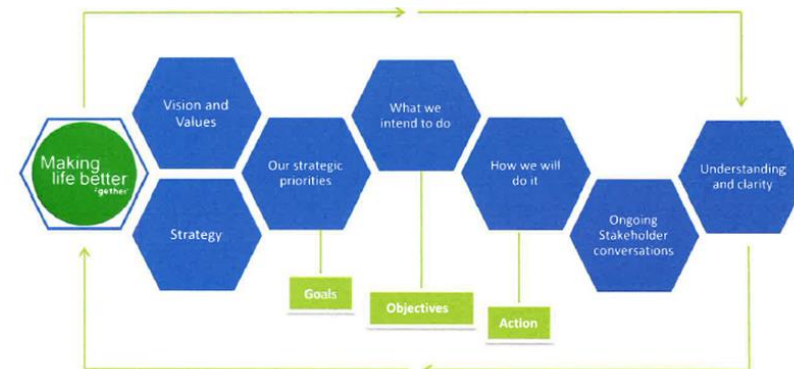 Making
life better
together
Vision and
Values
Strategy
Our strategic
priorities
What we
intend to do
How we will
do it
Ongoing
Stakeholder
conversations
Understanding
and clarity
Goals
Objectives
Action